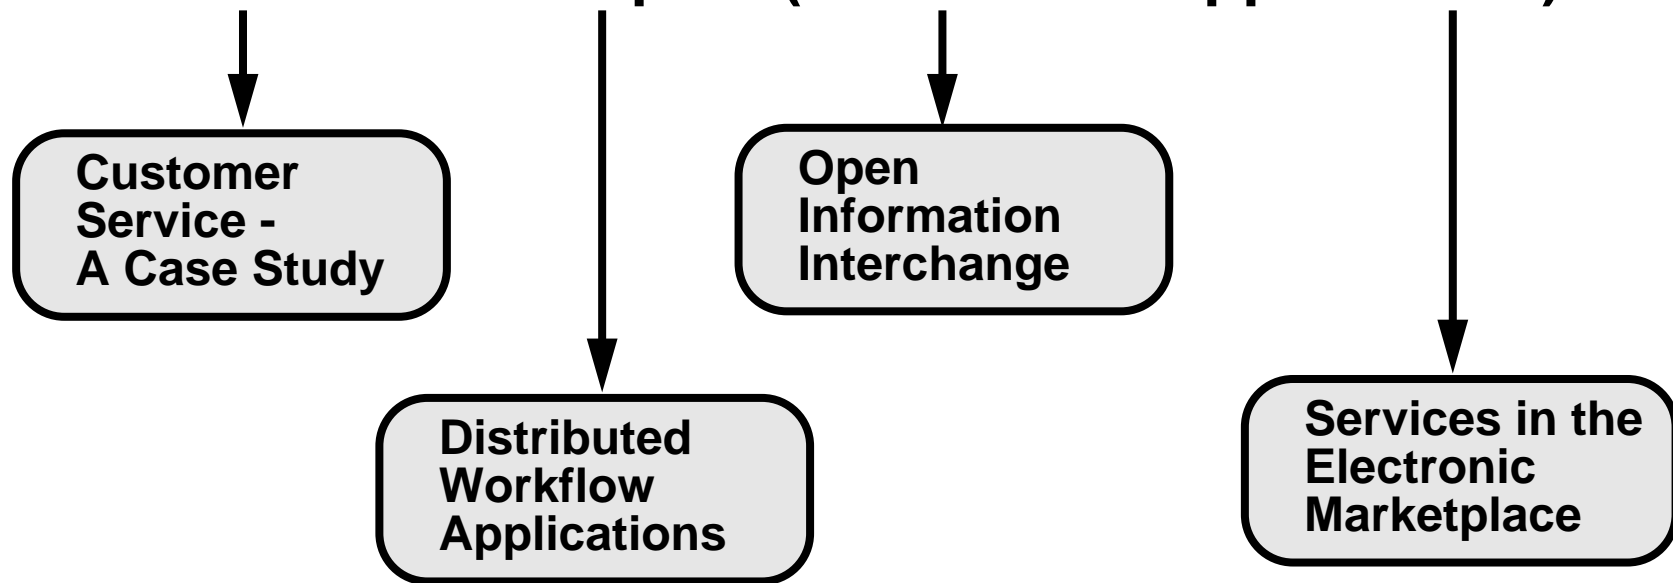 Customer
Service -
A Case Study
Open
Information
Interchange
Distributed
Workflow
Applications
Services in the
Electronic
Marketplace